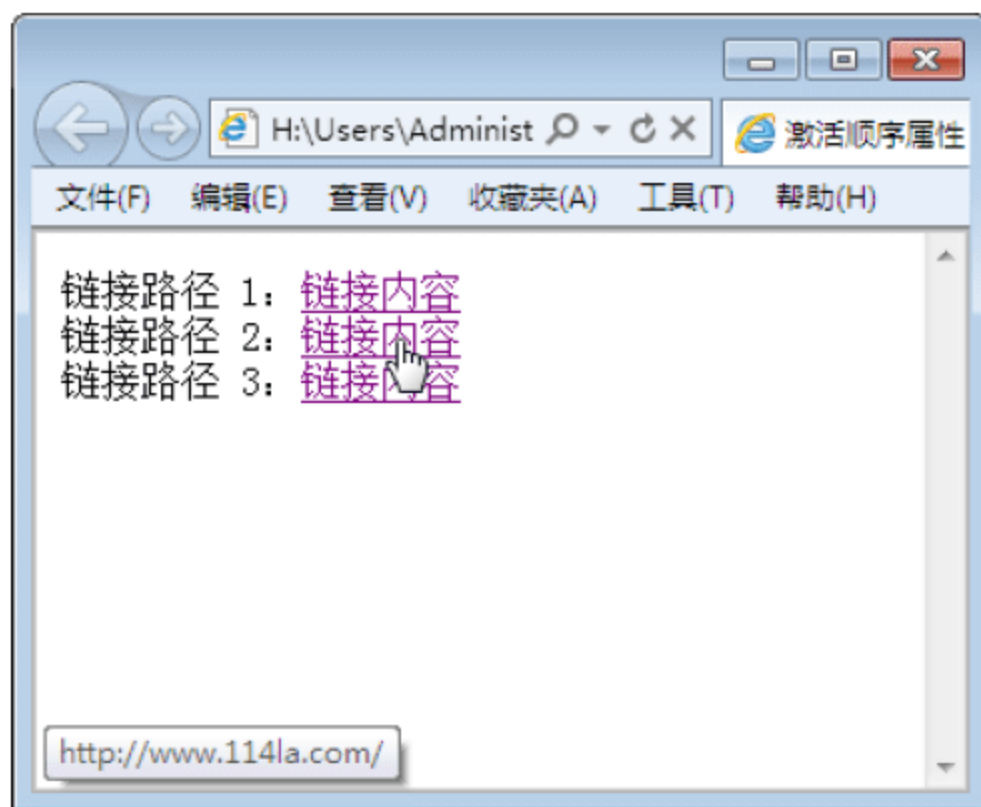 H:\Users\Administ
激活顺序属性
文件(F) 编辑(E) 查看(V) 收藏夹(A) 工具(T) 帮助(H)
链接路径 1：链接内容
链接路径 2：链接内容
链接路径 3：链接内容
http://www.114la.com/